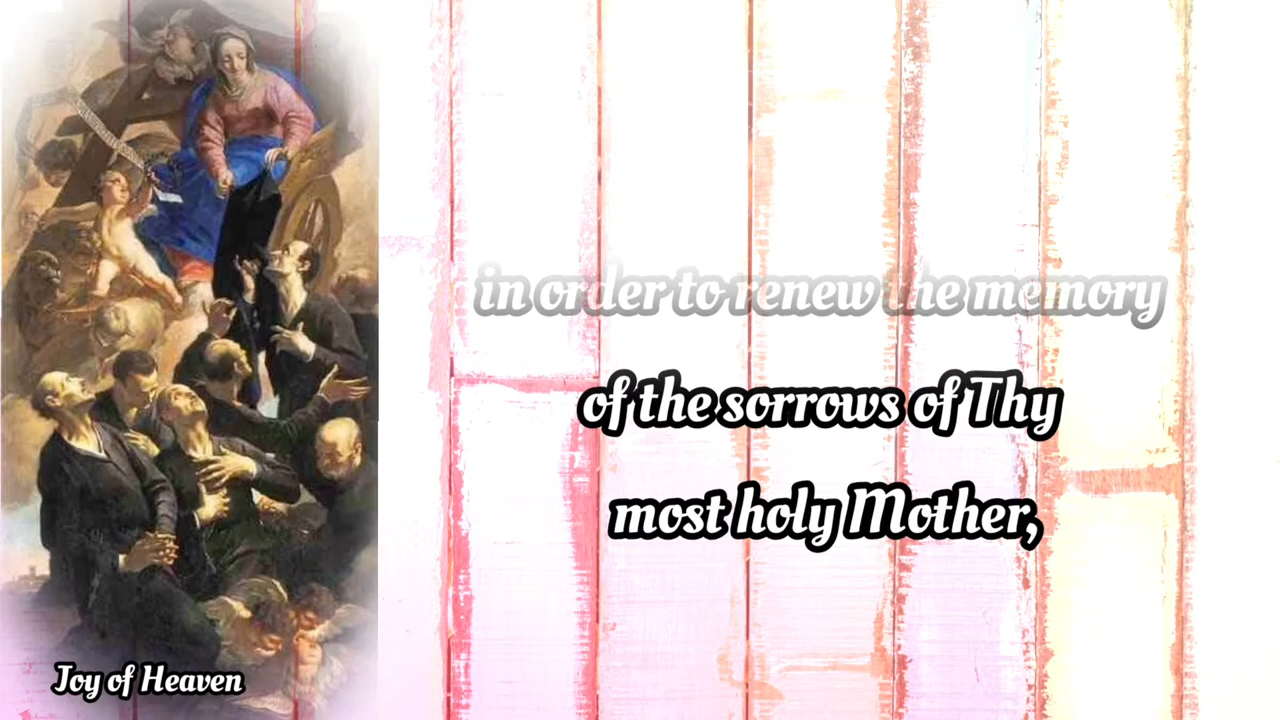 in order to renew the memory
of the sorrows of Thy
most holy Mother,
Joy of Heaven